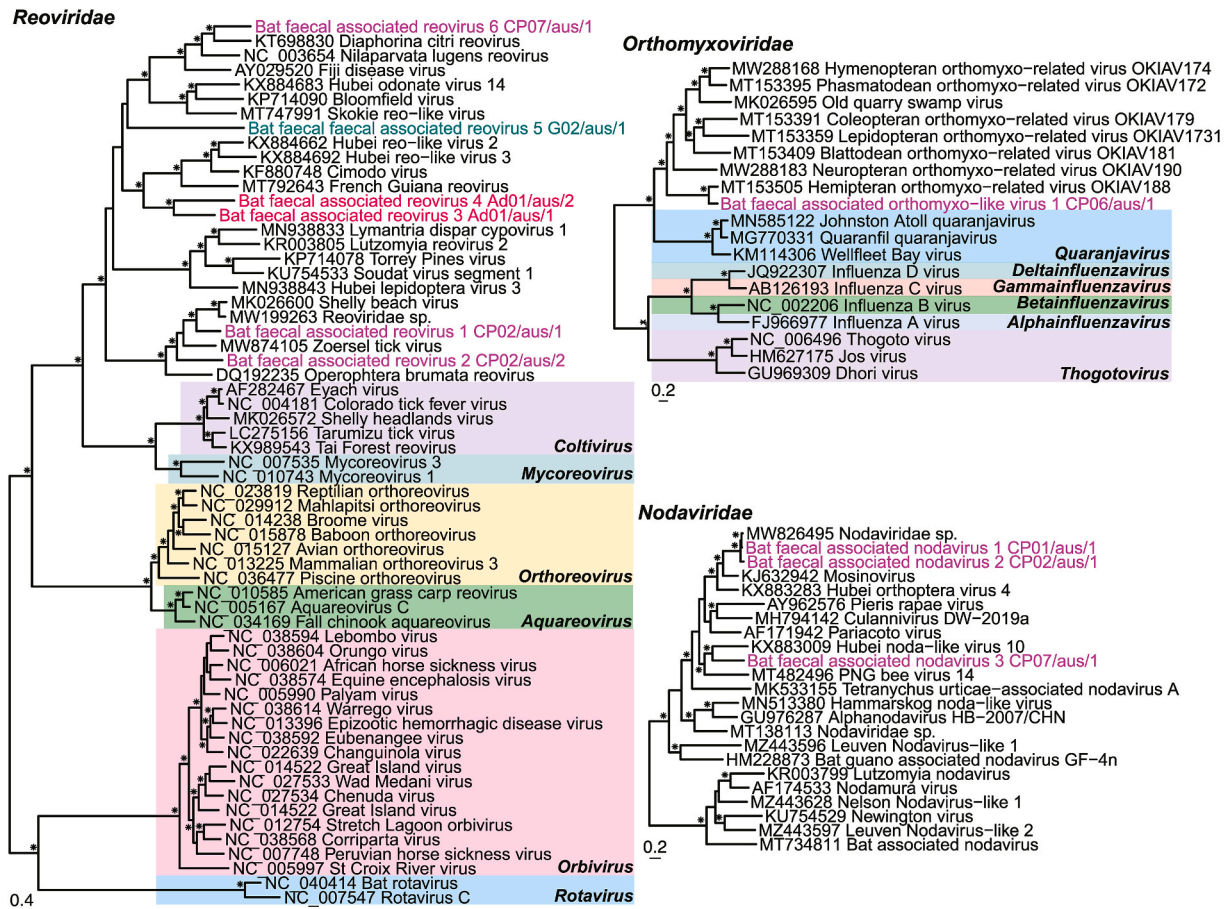 Reoviridae
Bat faecal associated reovirus 6 CP07/aus/1
KT698830 Diaphorina citri reovirus
NC_003654 Nilaparvata lugens reovirus
AY029520 Fiji disease virus
KX884683 Hubei odonate virus 14
KP714090 Bloomfield virus
MT747991 Skokie reo-like virus
Bat faecal faecal associated reovirus 5 G02/aus/1
KX884662 Hubei reo-like virus 2
KX884692 Hubei reo-like virus 3
KF880748 Cimodo virus
MT792643 French Guiana reovirus
Bat faecal associated reovirus 4 Ad01/aus/2
Bat faecal associated reovirus 3 Ad01/aus/1
MN938833 Lymantria dispar cypovirus 1
KR003805 Lutzomyia reovirus 2
KP714078 Torrey Pines virus
KU754533 Soudat virus segment 1
MN938843 Hubei lepidoptera virus 3
MK026600 Shelly beach virus
MW199263 Reoviridae sp.
Bat faecal associated reovirus 1 CP02/aus/1
MW874105 Zoersel tick virus
Bat faecal associated reovirus 2 CP02/aus/2
DQ192235 Operophtera brumata reovirus
AF282467 Eyach virus
NC_004181 Colorado tick fever virus
MK026572 Shelly headlands virus
LC275156 Tarumizu tick virus
KX989543 Tai Forest reovirus
Coltivirus
NC_007535 Mycoreovirus 3
NC_010743 Mycoreovirus 1
Mycoreovirus
NC_023819 Reptilian orthoreovirus
NC_029912 Mahlapitsi orthoreovirus
NC_014238 Broome virus
NC_015878 Baboon orthoreovirus
NC_015127 Avian orthoreovirus
NC_013225 Mammalian orthoreovirus 3
NC_036477 Piscine orthoreovirus
Orthoreovirus
NC_010585 American grass carp reovirus
NC_005167 Aquareovirus C
NC_034169 Fall chinook aquareovirus
Aquareovirus
NC_038594 Lebombo virus
NC_038604 Orungo virus
NC_006021 African horse sickness virus
NC_038574 Equine encephalosis virus
NC_005990 Palyam virus
NC_038614 Warrego virus
NC_013396 Epizootic hemorrhagic disease virus
NC_038592 Eubenangee virus
NC_022639 Changuinola virus
NC_014522 Great Island virus
NC_027533 Wad Medani virus
NC_027534 Chenuda virus
NC_014522 Great Island virus
NC_012754 Stretch Lagoon orbivirus
NC_038568 Corriparta virus
NC_007748 Peruvian horse sickness virus
NC_005997 St Croix River virus
Orbivirus
NC_040414 Bat rotavirus
NC_007547 Rotavirus C
Rotavirus
0.4
Orthomyxoviridae
MW288168 Hymenopteran orthomyxo-related virus OKIAV174
MT153395 Phasmatodean orthomyxo-related virus OKIAV172
MK026595 Old quarry swamp virus
MT153391 Coleopteran orthomyxo-related virus OKIAV179
MT153359 Lepidopteran orthomyxo-related virus OKIAV1731
MT153409 Blattodean orthomyxo-related virus OKIAV181
MW288183 Neuropteran orthomyxo-related virus OKIAV190
MT153505 Hemipteran orthomyxo-related virus OKIAV188
Bat faecal associated orthomyxo-like virus 1 CP06/aus/1
MN585122 Johnston Atoll quaranjavirus
MG770331 Quaranfil quaranjavirus
KM114306 Wellfleet Bay virus
Quaranjavirus
JQ922307 Influenza D virus
Deltainfluenzavirus
AB126193 Influenza C virus
Gammainfluenzavirus
NC_002206 Influenza B virus
Betainfluenzavirus
FJ966977 Influenza A virus
Alphainfluenzavirus
NC_006496 Thogoto virus
HM627175 Jos virus
GU969309 Dhori virus
Thogotovirus
0.2
Nodaviridae
MW826495 Nodaviridae sp.
Bat faecal associated nodavirus 1 CP01/aus/1
Bat faecal associated nodavirus 2 CP02/aus/1
KJ632942 Mosinovirus
KX883283 Hubei orthoptera virus 4
AY962576 Pieris rapae virus
MH794142 Culannivirus DW-2019a
AF171942 Pariacoto virus
KX883009 Hubei noda-like virus 10
Bat faecal associated nodavirus 3 CP07/aus/1
MT482496 PNG bee virus 14
MK533155 Tetranychus urticae-associated nodavirus A
MN513380 Hammarskog noda-like virus
GU976287 Alphanodavirus HB-2007/CHN
MT138113 Nodaviridae sp.
MZ443596 Leuven Nodavirus-like 1
HM228873 Bat guano associated nodavirus GF-4n
KR003799 Lutzomyia nodavirus
AF174533 Nodamura virus
MZ443628 Nelson Nodavirus-like 1
KU754529 Newington virus
MZ443597 Leuven Nodavirus-like 2
MT734811 Bat associated nodavirus
0.2